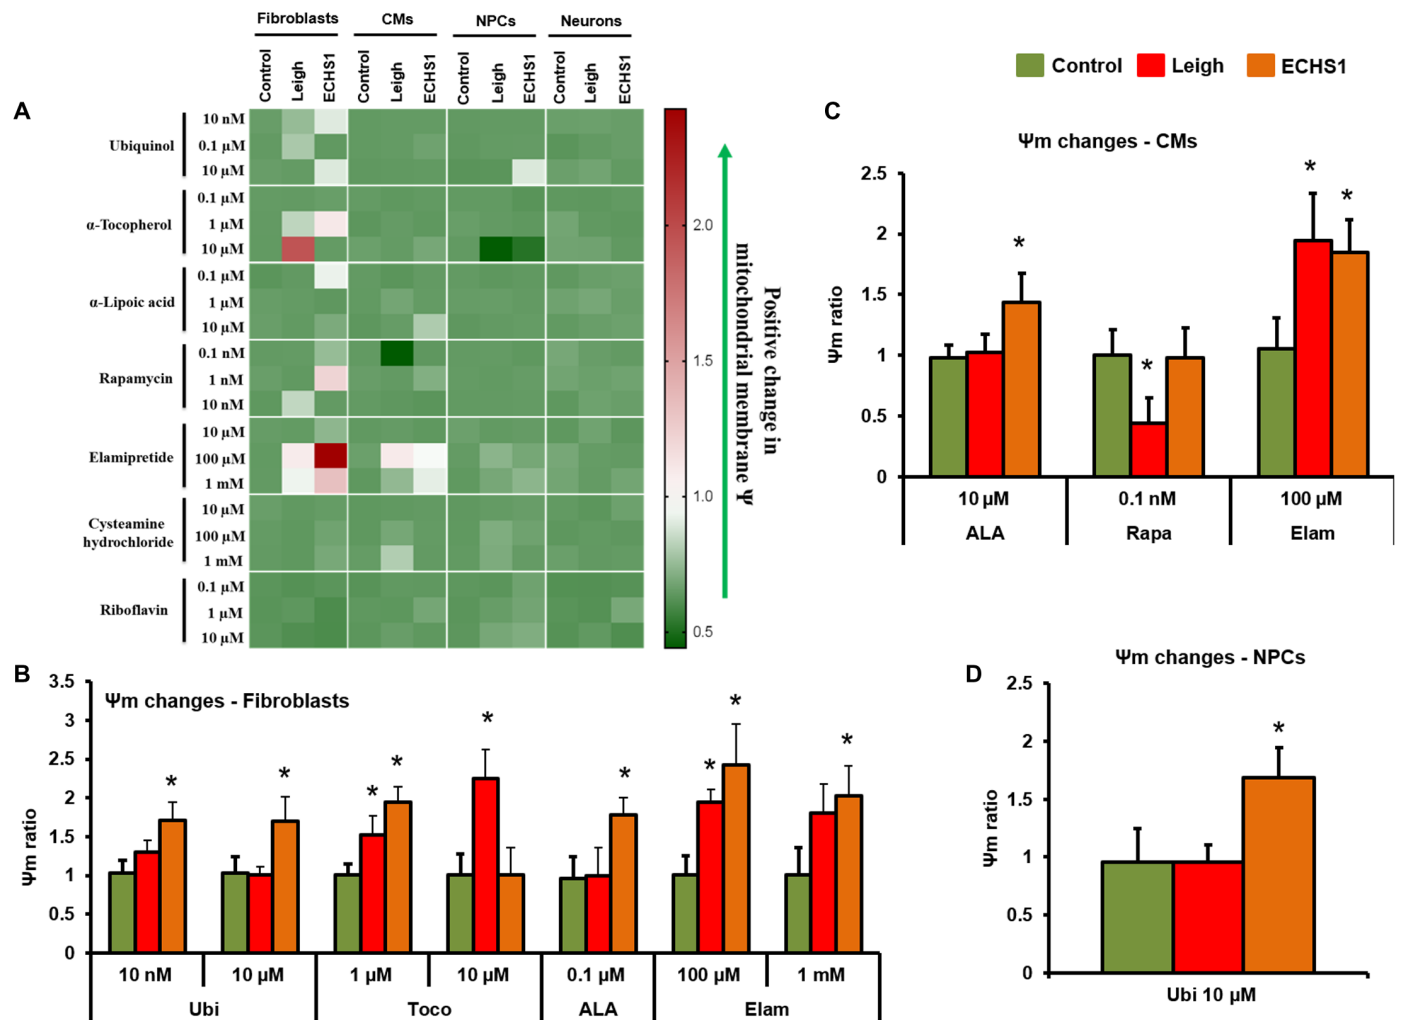 Fibroblasts CMs NPCs Neurons
Control Leigh ECHS1 Control Leigh ECHS1 Control Leigh ECHS1 Control Leigh ECHS1
A
Ubiquinol
10 nM
0.1 µM
10 µM
α-Tocopherol
0.1 µM
1 µM
10 µM
α-Lipoic acid
0.1 µM
1 µM
10 µM
Rapamycin
0.1 nM
1 nM
10 nM
Elamipretide
10 µM
100 µM
1 mM
Cysteamine
hydrochloride
10 µM
100 µM
1 mM
Riboflavin
0.1 µM
1 µM
10 µM
2.0
1.5
1.0
0.5
Positive change in
mitochondrial membrane Ψ
Control Leigh ECHS1
C
Ψm changes - CMs
Ψm ratio
2.5
2
1.5
1
0.5
0
* * * *
10 µM 0.1 nM 100 µM
ALA Rapa Elam
B
Ψm changes - Fibroblasts
Ψm ratio
3.5
3
2.5
2
1.5
1
0.5
0
* * * * * * * * *
10 nM 10 µM 1 µM 10 µM 0.1 µM 100 µM 1 mM
Ubi Toco ALA Elam
D
Ψm changes - NPCs
Ψm ratio
2.5
2
1.5
1
0.5
0
*
Ubi 10 µM